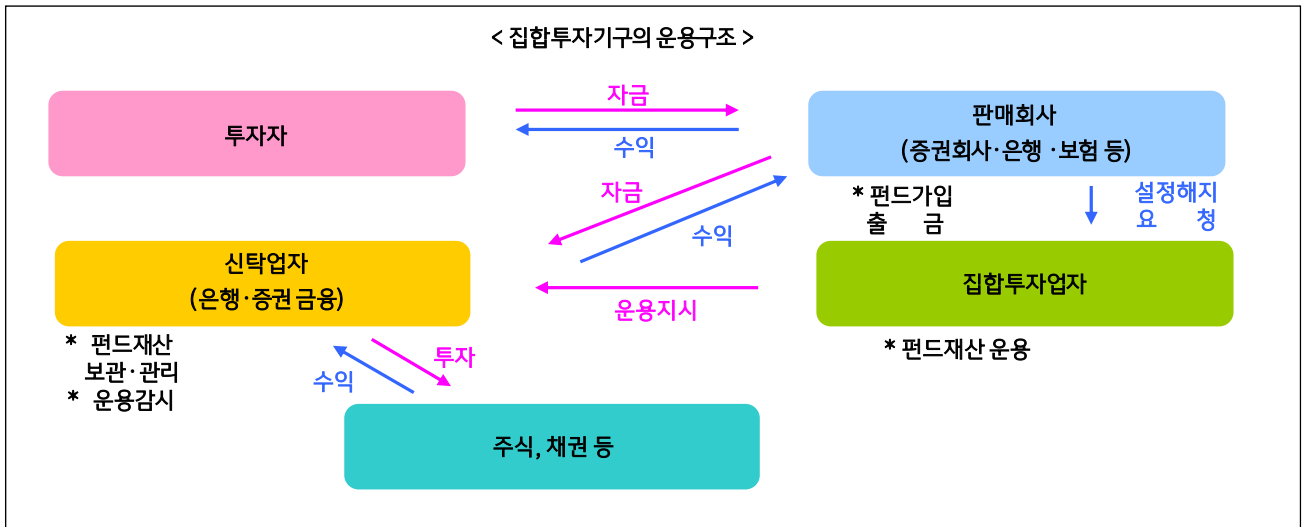 < 집합투자기구의 운용구조 >
투자자
자금
수익
판매회사
(증권회사·은행 ·보험 등)
자금
수익
* 펀드가입
출 금
설정해지
요 청
신탁업자
(은행·증권 금융)
운용지시
집합투자업자
* 펀드재산
보관·관리
* 운용감시
* 펀드재산 운용
투자
수익
주식, 채권 등